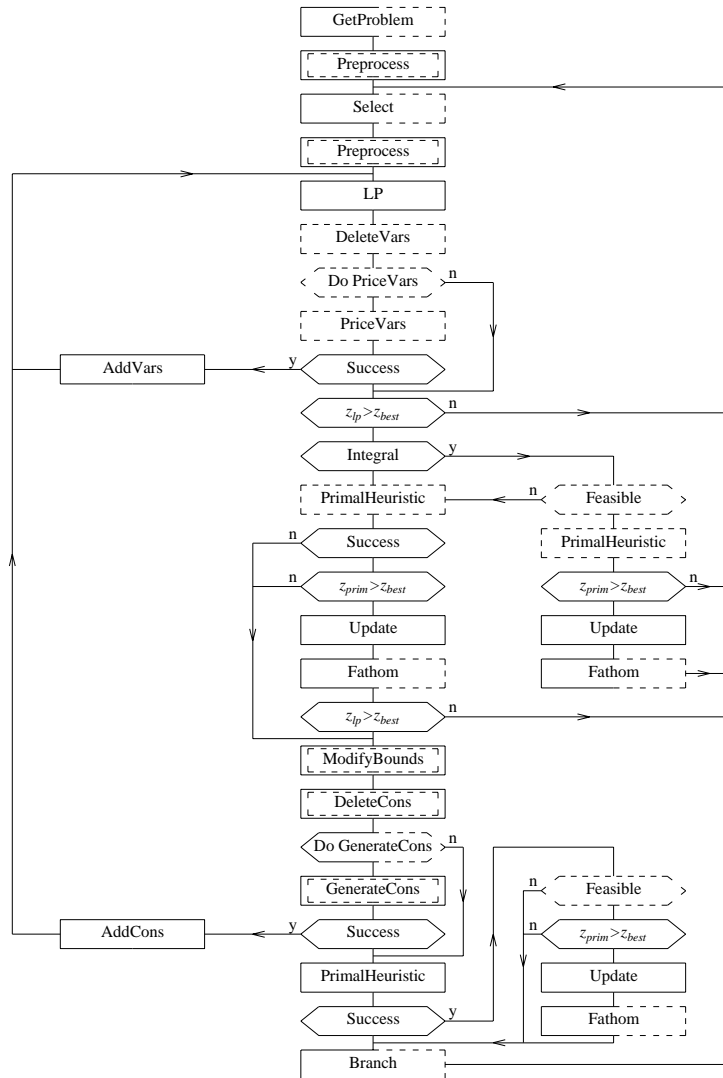 GetProblem
Preprocess
Select
Preprocess
LP
DeleteVars
Do PriceVars n
PriceVars
AddVars y Success
z_lp>z_best n
Integral y
PrimalHeuristic n Feasible
n Success PrimalHeuristic
n z_prim>z_best z_prim>z_best n
Update Update
Fathom Fathom
z_lp>z_best n
ModifyBounds
DeleteCons
Do GenerateCons n
GenerateCons n Feasible
AddCons y Success n z_prim>z_best
PrimalHeuristic Update
Success y Fathom
Branch